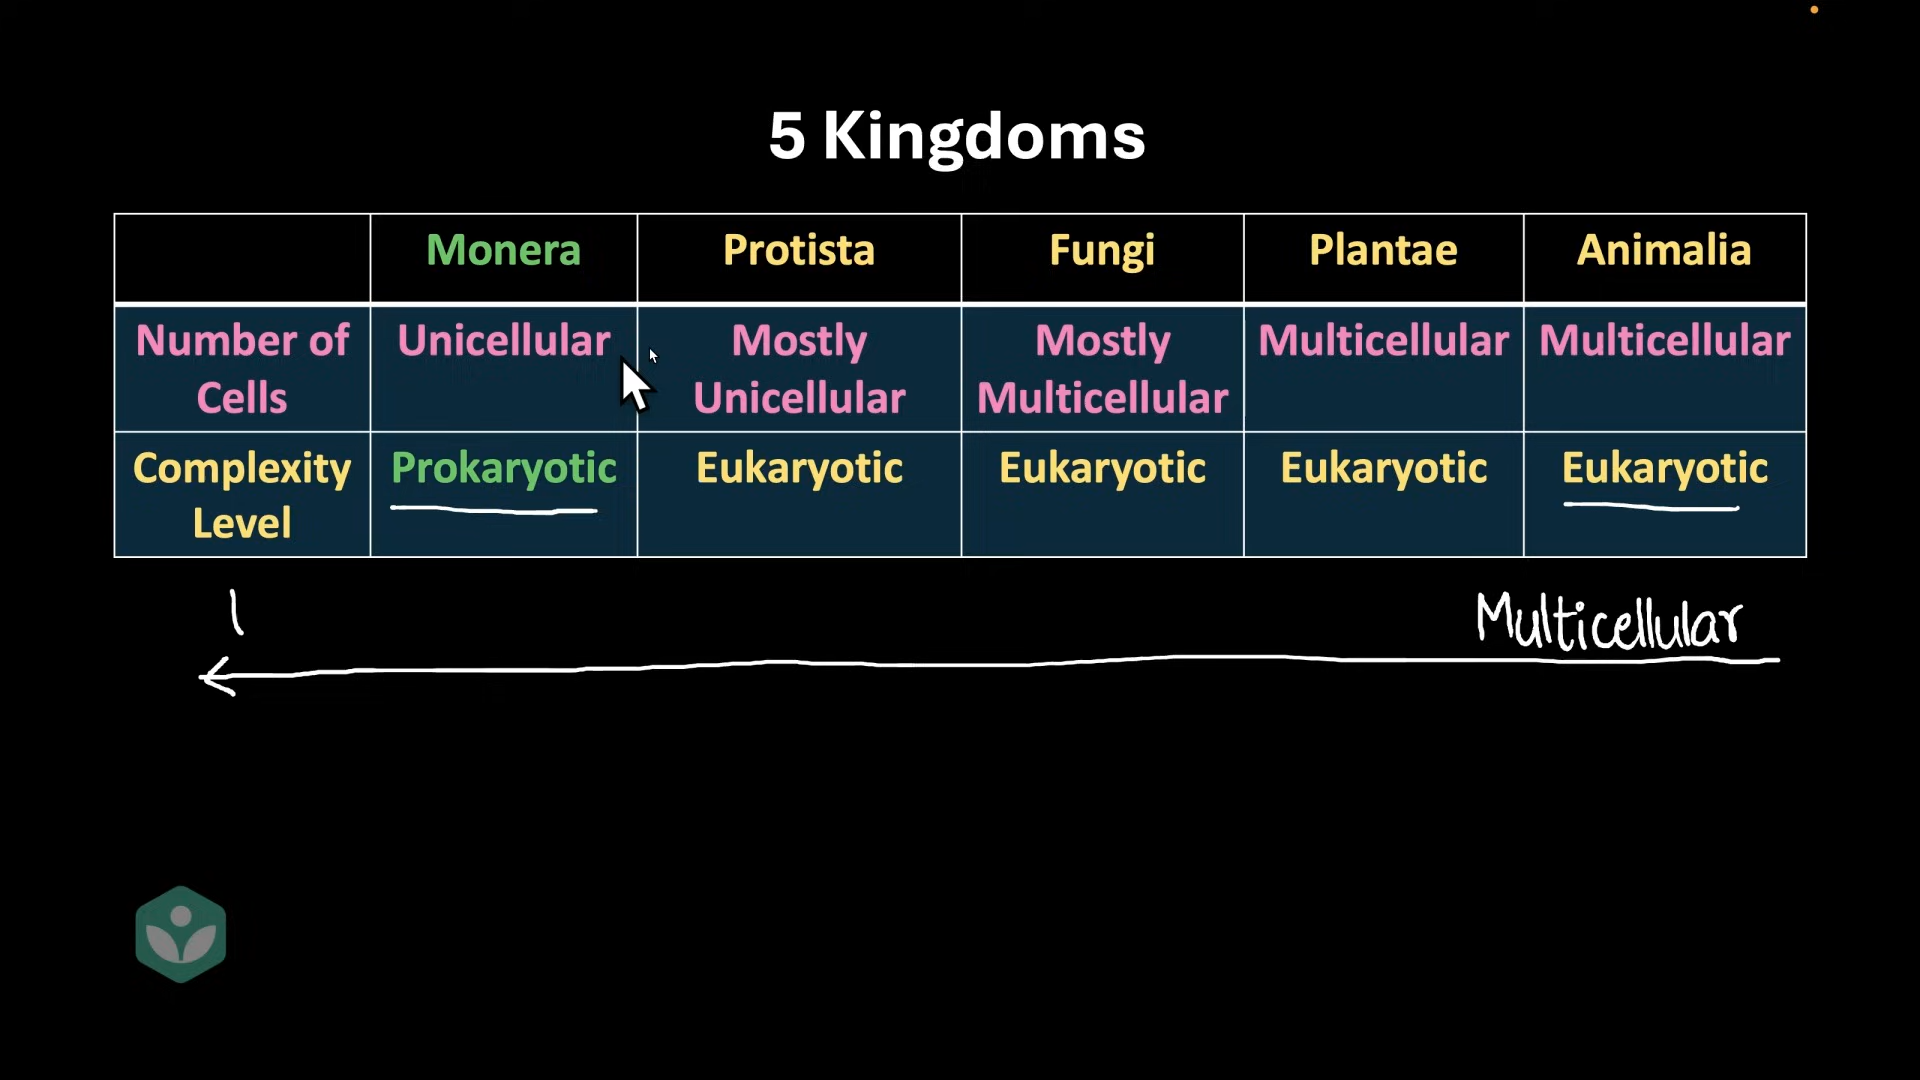 5 Kingdoms
Monera Protista Fungi Plantae Animalia
Number of Cells Unicellular Mostly Unicellular Mostly Multicellular Multicellular Multicellular
Complexity Level Prokaryotic Eukaryotic Eukaryotic Eukaryotic Eukaryotic
Multicellular